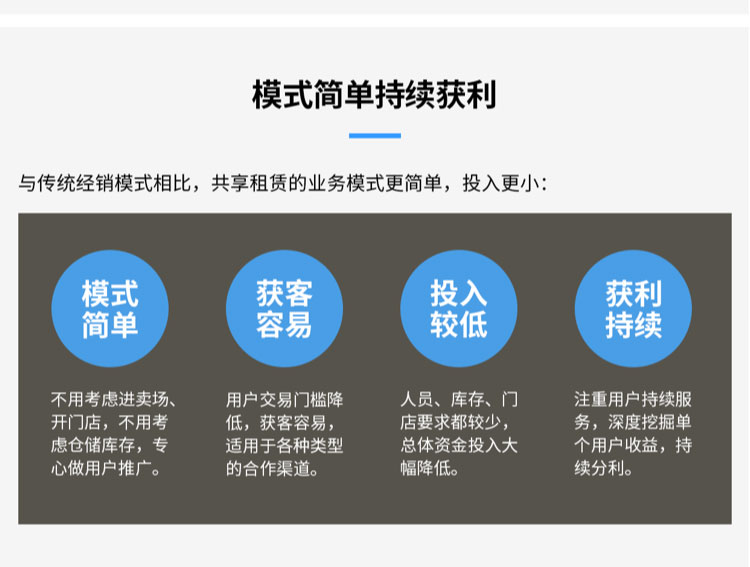 模式简单持续获利
与传统经销模式相比，共享租赁的业务模式更简单，投入更小：
模式
简单
不用考虑进卖场、
开门店，不用考
虑仓储库存，专
心做用户推广。
获客
容易
用户交易门槛降
低，获客容易，
适用于各种类型
的合作渠道。
投入
较低
人员、库存、门
店要求都较少，
总体资金投入大
幅降低。
获利
持续
注重用户持续服
务，深度挖掘单
个用户收益，持
续分利。